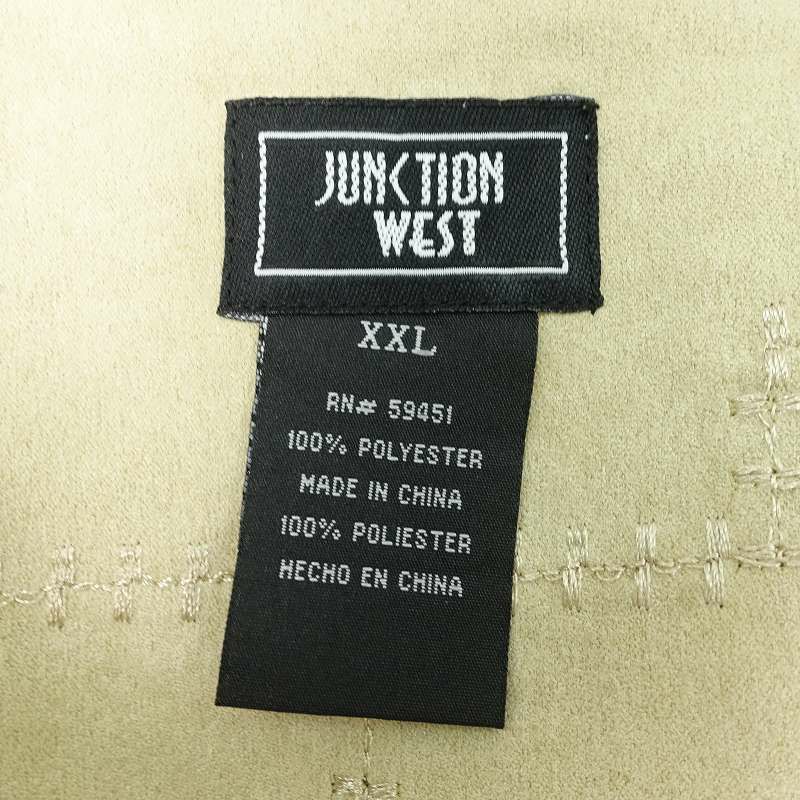 JUNCTION
WEST
XXL
RN# 59451
100% POLYESTER
MADE IN CHINA
100% POLIESTER
HECHO EN CHINA